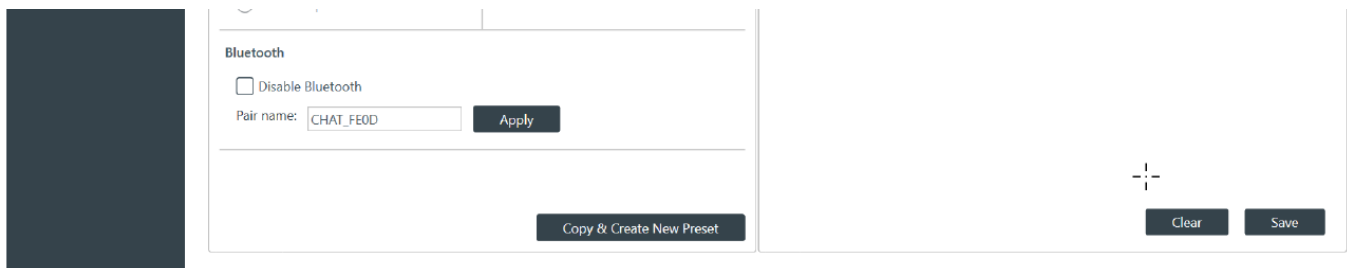 Bluetooth
Disable Bluetooth
Pair name: CHAT_FE0D Apply
Copy & Create New Preset
Clear Save